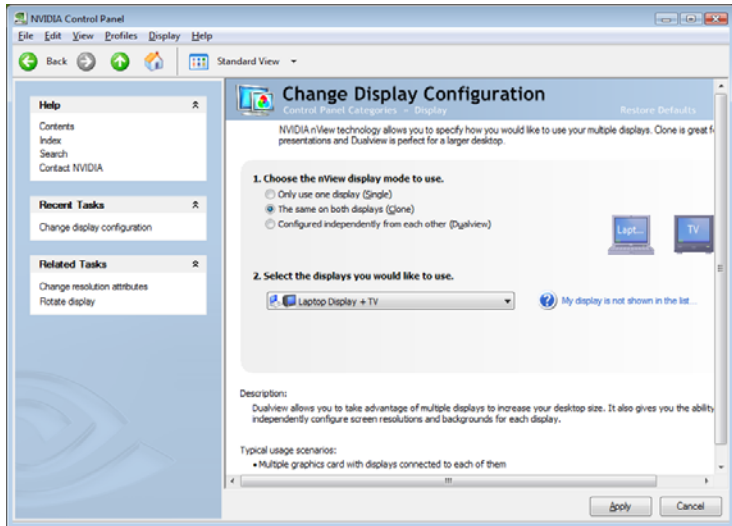 NVIDIA Control Panel
File Edit View Profiles Display Help
Back Standard View
Help
Contents
Index
Search
Contact NVIDIA
Recent Tasks
Change display configuration
Related Tasks
Change resolution attributes
Rotate display
Change Display Configuration
Control Panel Categories Display Restore Defaults
NVIDIA nView technology allows you to specify how you would like to use your multiple displays. Clone is great f
presentations and Dualview is perfect for a larger desktop.
1. Choose the nView display mode to use.
Only use one display (Single)
The same on both displays (Clone)
Configured independently from each other (Dualview)
Lapt... TV
2. Select the displays you would like to use.
Laptop Display + TV
My display is not shown in the list...
Description:
Dualview allows you to take advantage of multiple displays to increase your desktop size. It also gives you the ability
independently configure screen resolutions and backgrounds for each display.
Typical usage scenarios:
• Multiple graphics card with displays connected to each of them
Apply Cancel